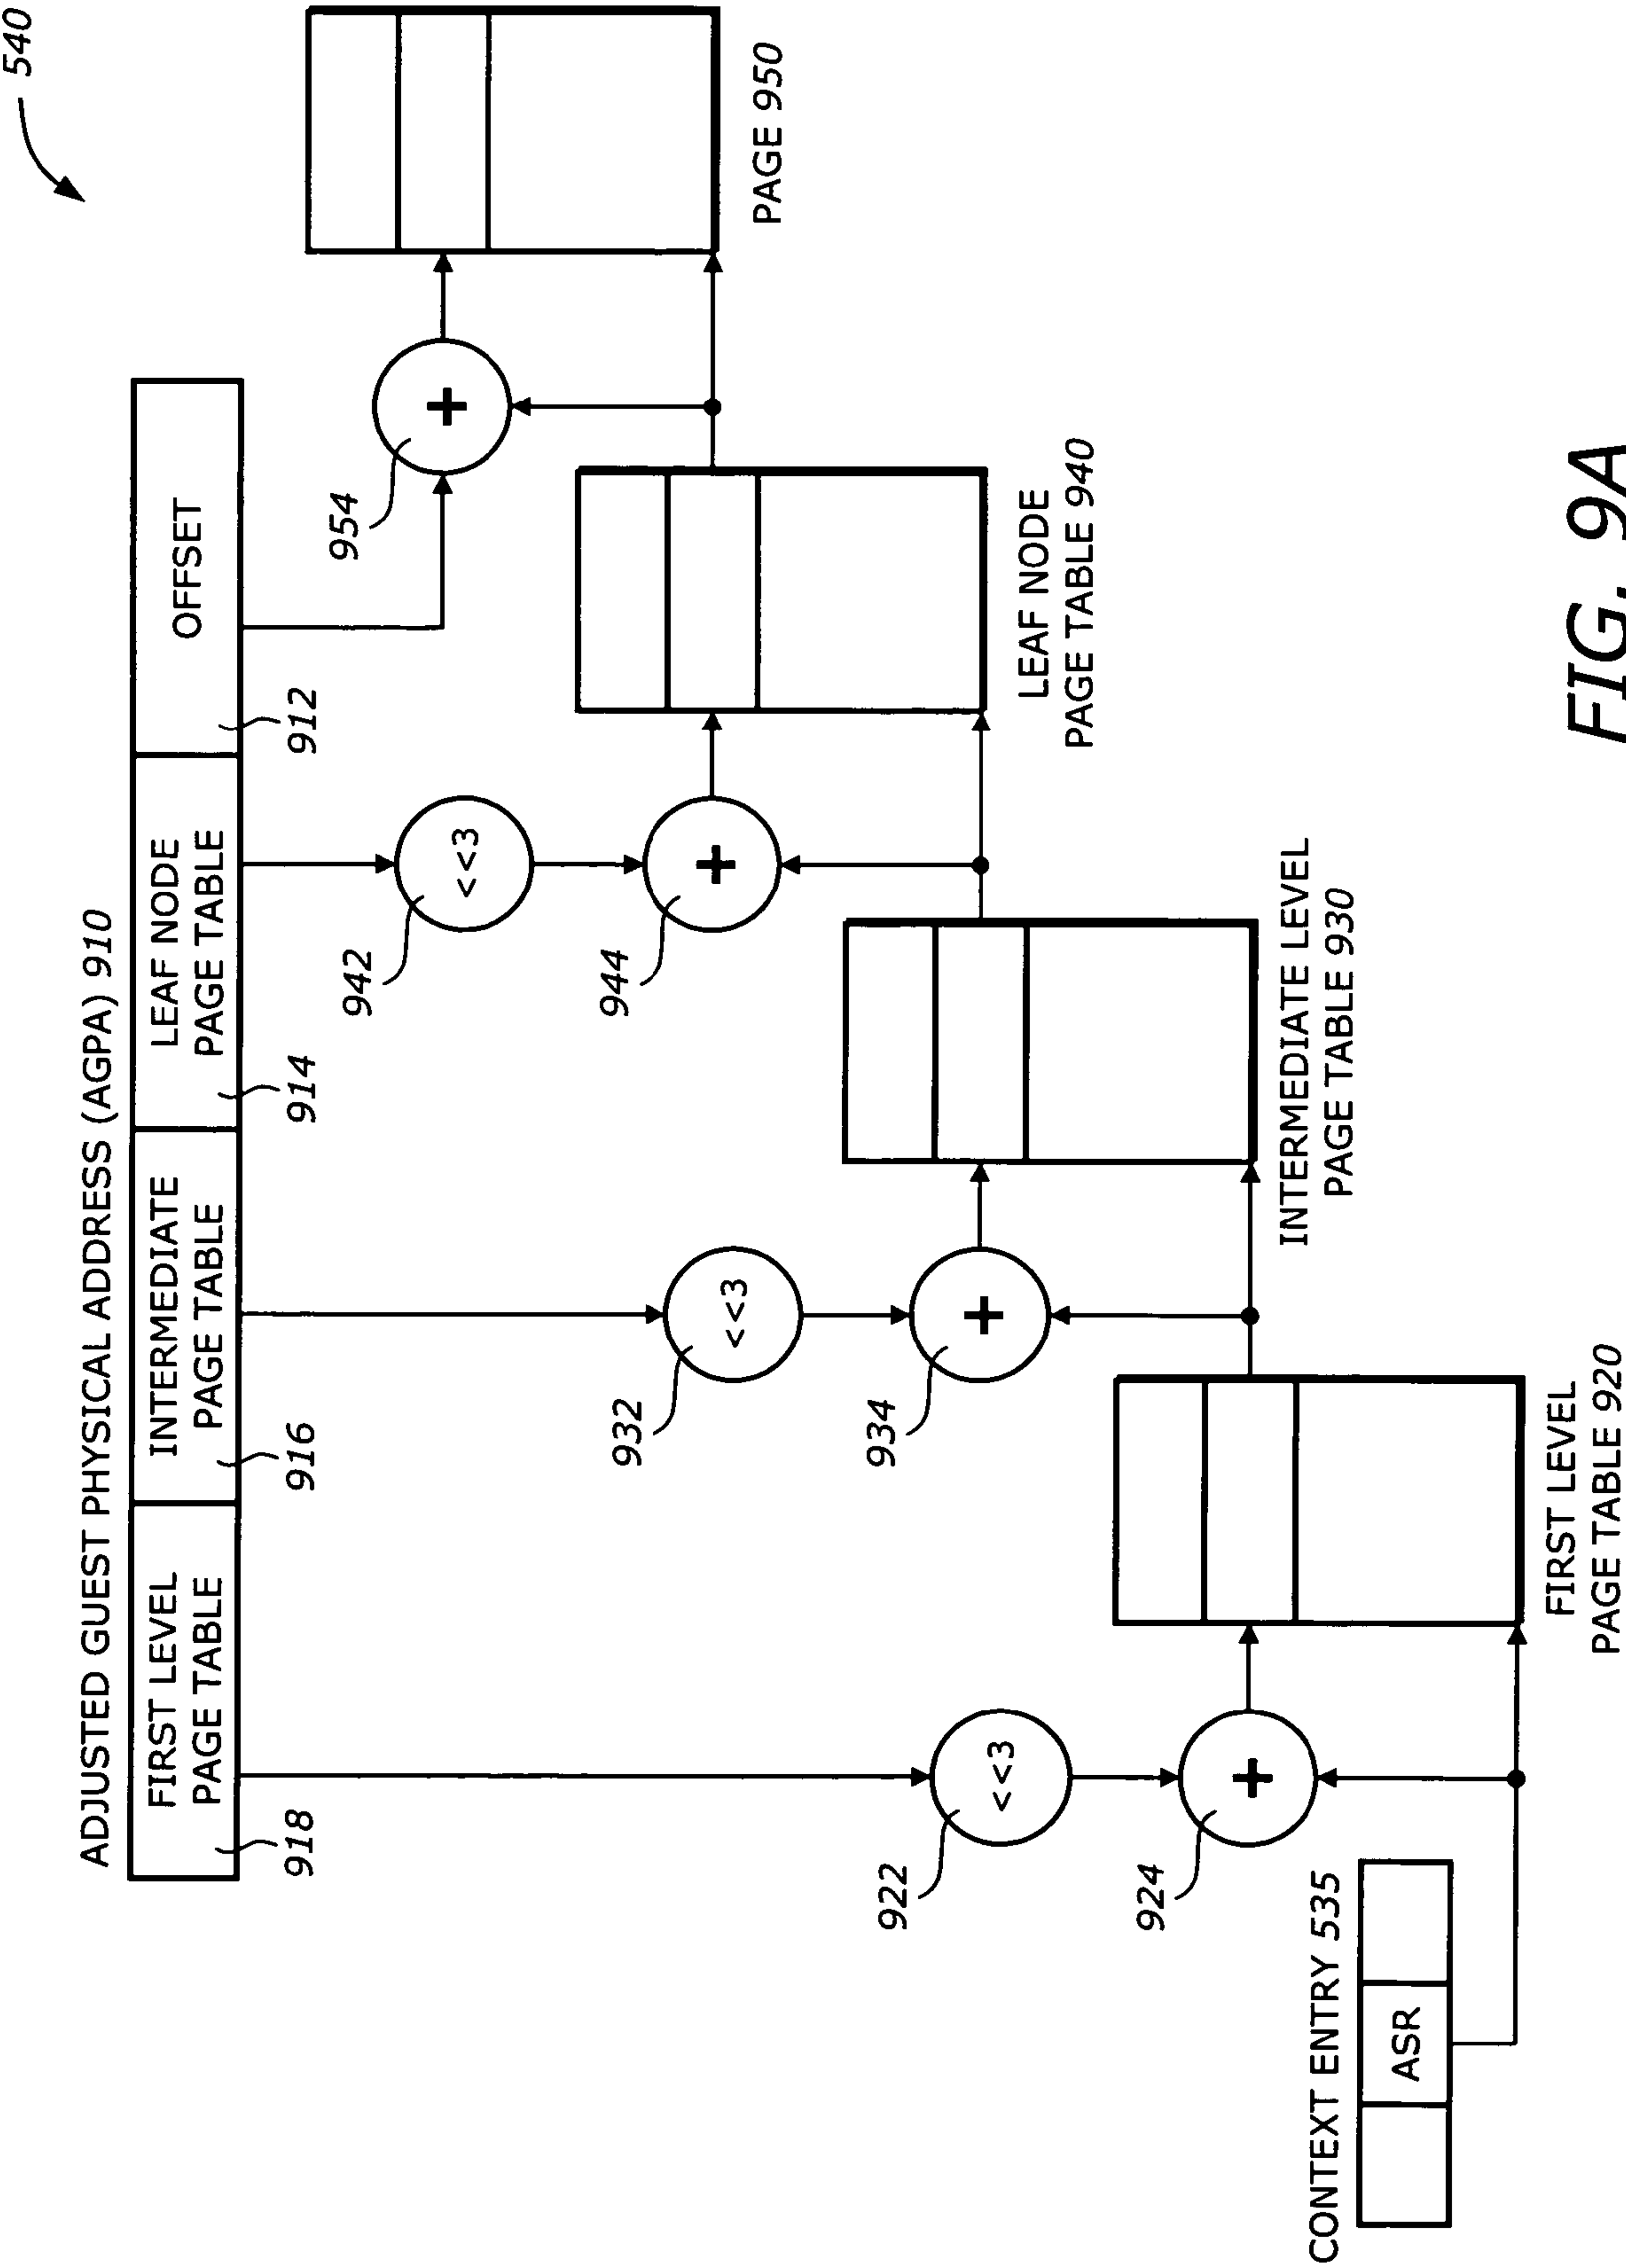 540
ADJUSTED GUEST PHYSICAL ADDRESS (AGPA) 910
FIRST LEVEL
PAGE TABLE
INTERMEDIATE
PAGE TABLE
LEAF NODE
PAGE TABLE
OFFSET
918
916
914
912
954
+
PAGE 950
942
<<3
944
+
LEAF NODE
PAGE TABLE 940
932
<<3
934
+
INTERMEDIATE LEVEL
PAGE TABLE 930
922
<<3
924
+
FIRST LEVEL
PAGE TABLE 920
CONTEXT ENTRY 535
ASR
FIG. 9A